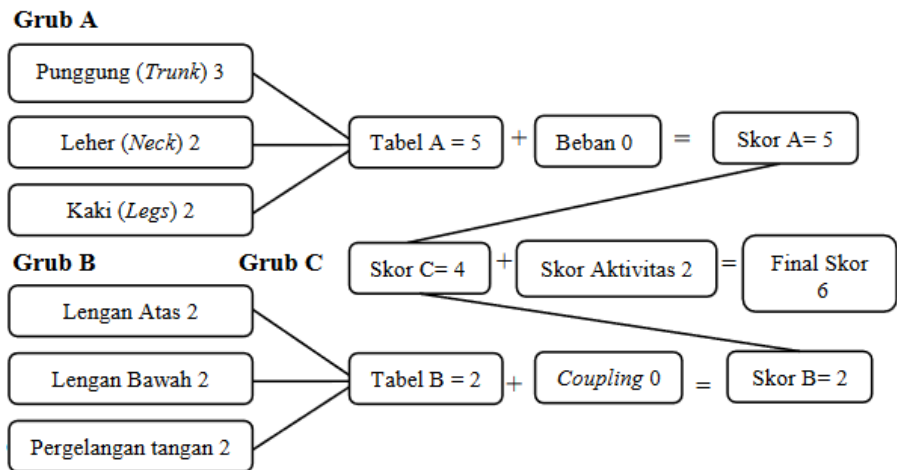 Grub A
Punggung (Trunk) 3
Leher (Neck) 2
Kaki (Legs) 2
Tabel A = 5
+
Beban 0
=
Skor A= 5
Grub B
Grub C
Skor C= 4
+
Skor Aktivitas 2
=
Final Skor
6
Lengan Atas 2
Lengan Bawah 2
Pergelangan tangan 2
Tabel B = 2
+
Coupling 0
=
Skor B= 2